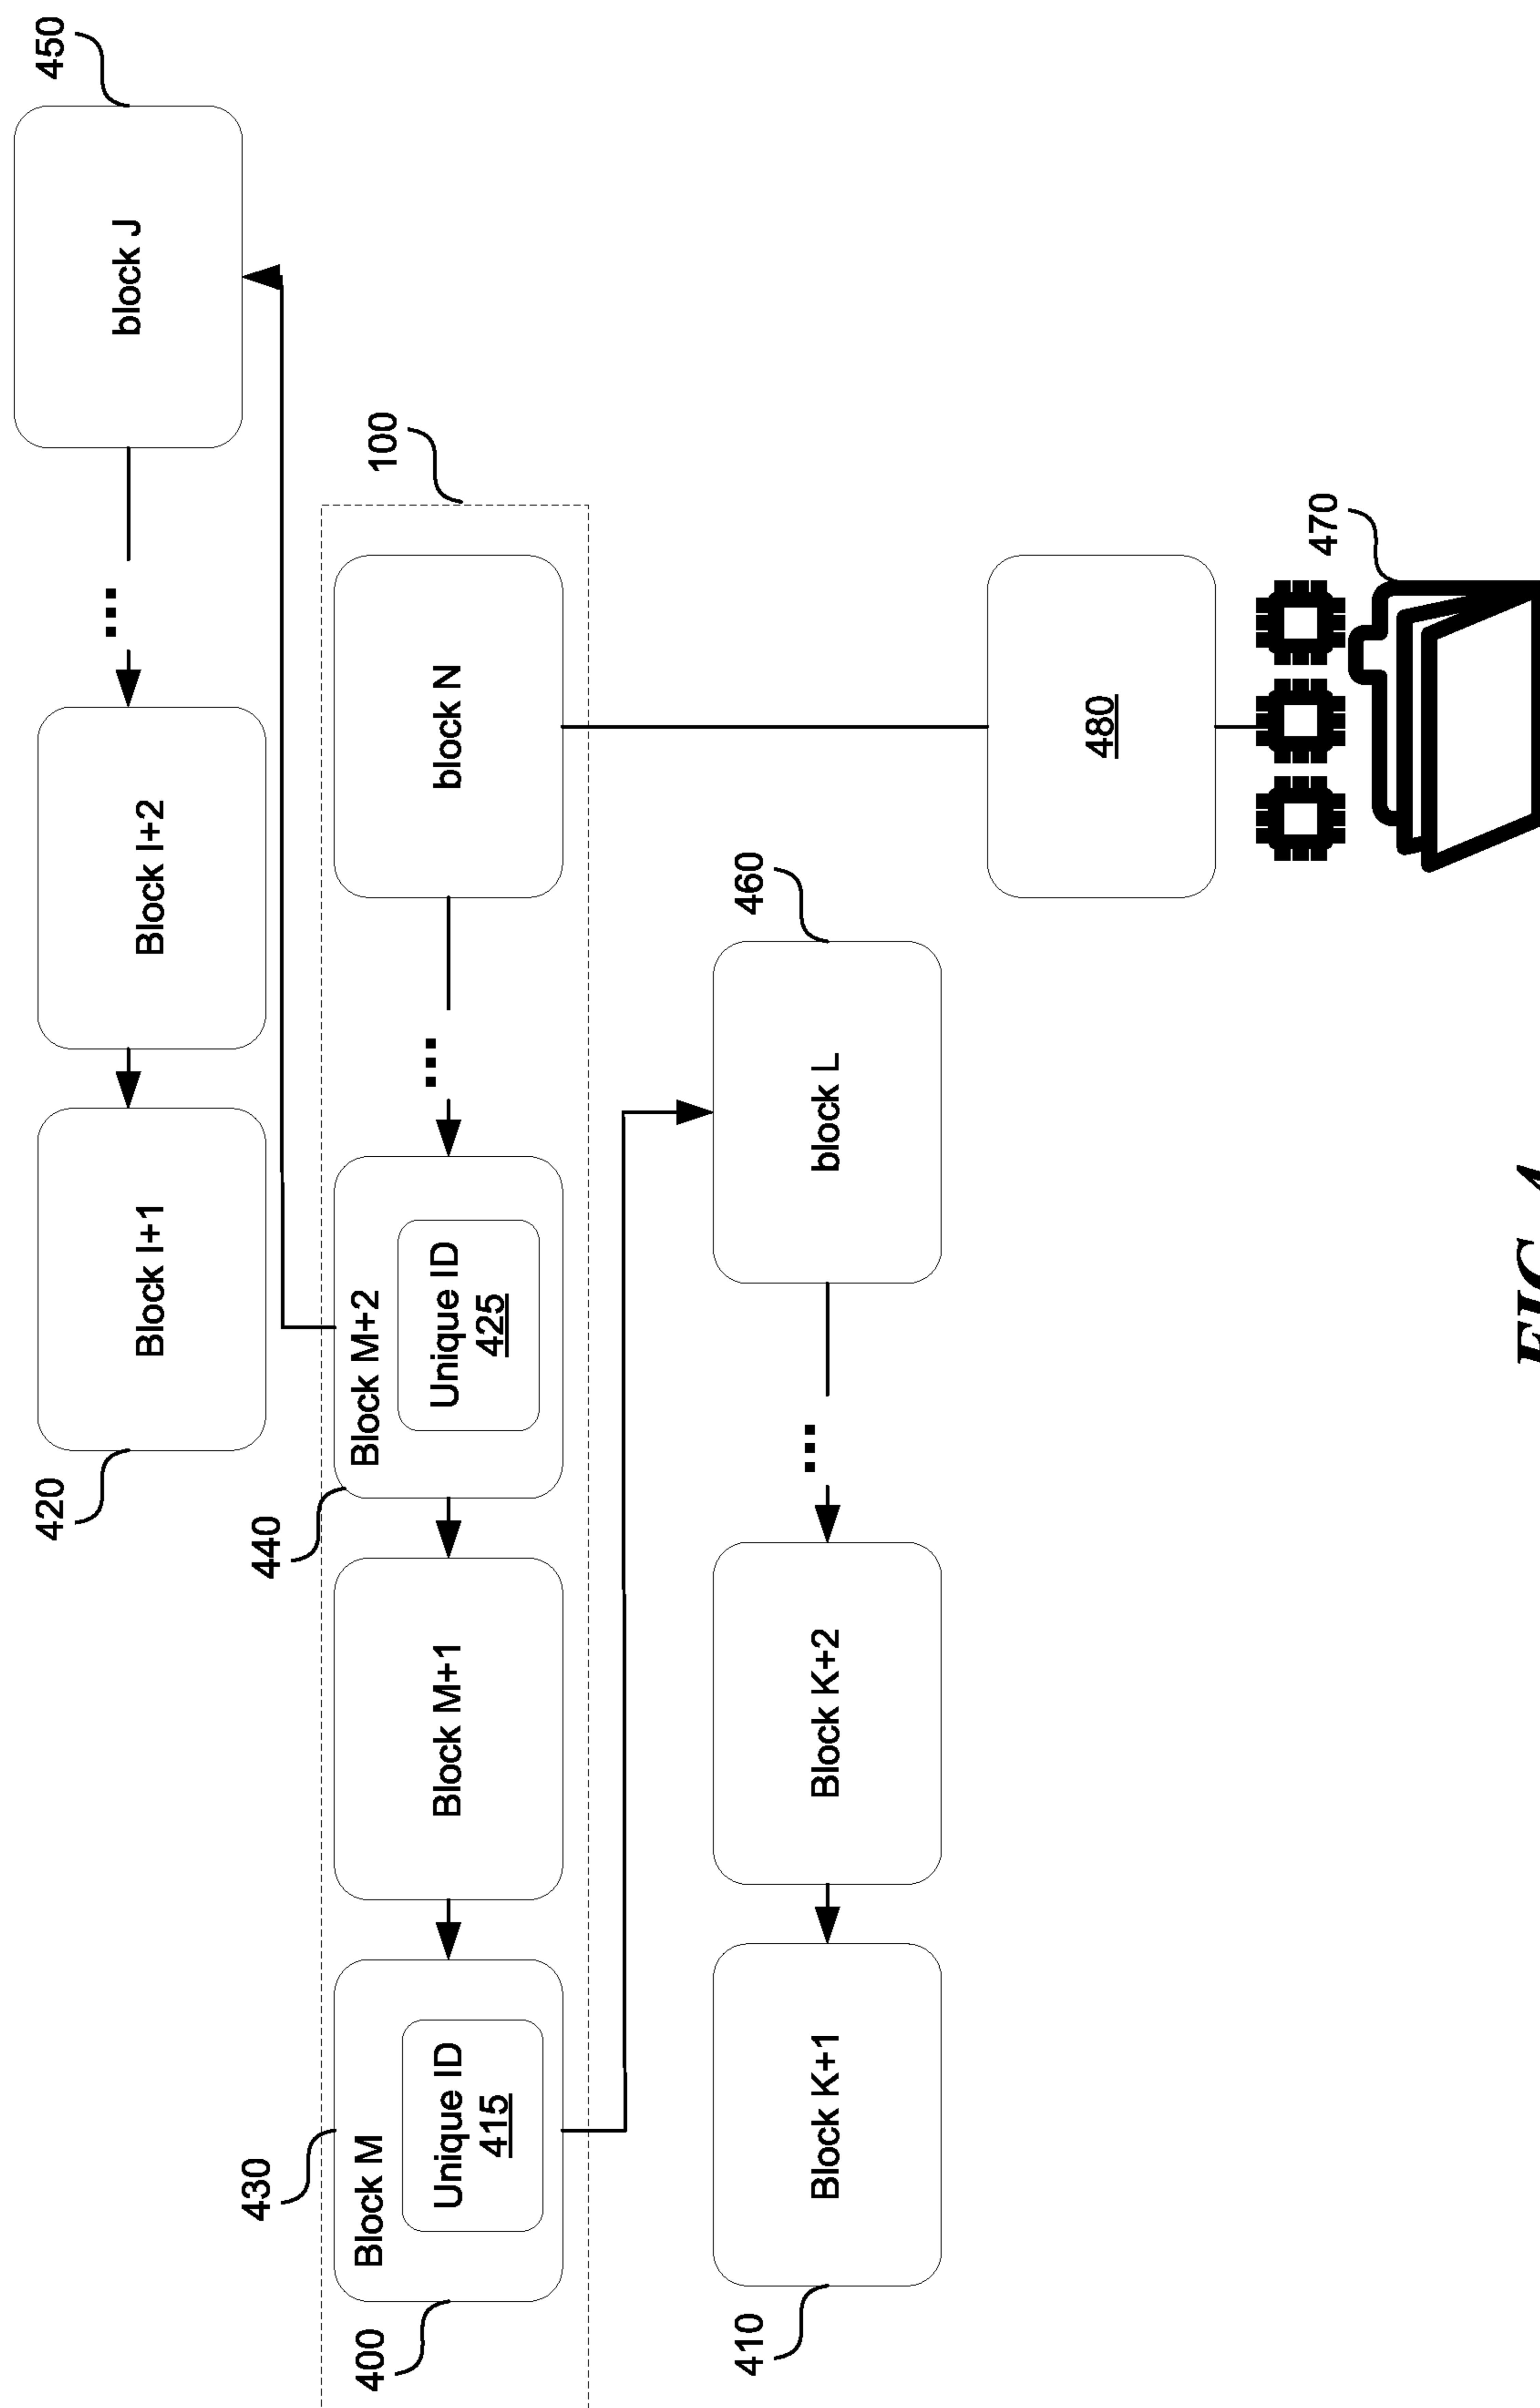 420
450
Block I+1
Block I+2
...
block J
430
440
400
100
Block M
Unique ID
415
Block M+1
Block M+2
Unique ID
425
...
block N
410
460
Block K+1
Block K+2
...
block L
480
470
FIG. 4